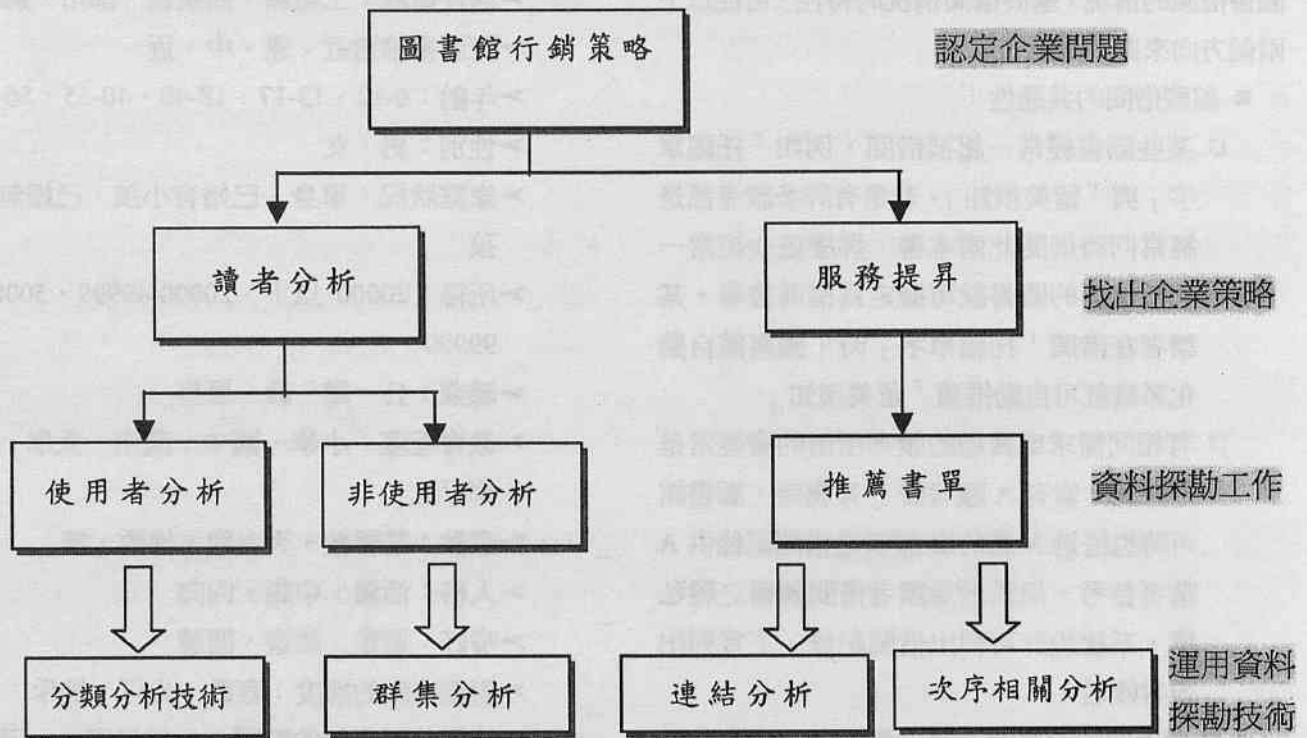 圖書館行銷策略
認定企業問題
讀者分析
服務提昇
找出企業策略
使用者分析
非使用者分析
推薦書單
資料探勘工作
分類分析技術
群集分析
連結分析
次序相關分析
運用資料
探勘技術